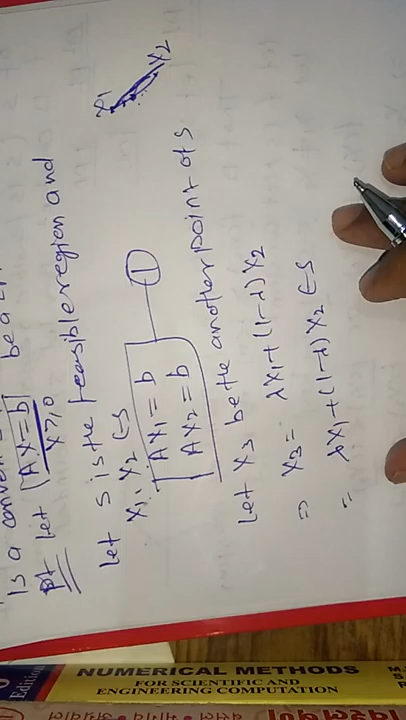 is a conven
Pf let AX = b
X ≥ 0
Let S is the feasible region and
X1, X2 ∈ S
AX1 = b
AX2 = b
①
X1 X2
Let X3 be the another point of S
⇒ X3 = λX1 + (1-λ)X2
= λX1 + (1-λ)X2 ∈ S
Edition
NUMERICAL METHODS
FOR SCIENTIFIC AND
ENGINEERING COMPUTATION